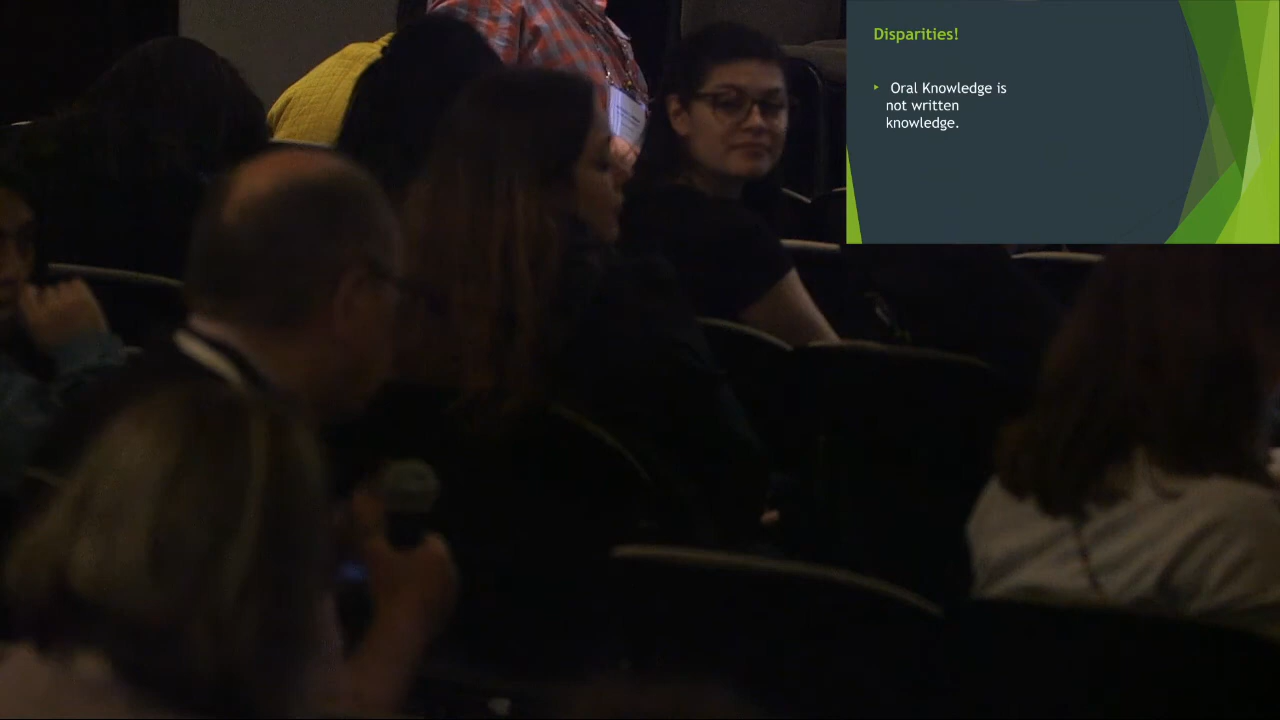 Disparities!
Oral Knowledge is
not written
knowledge.